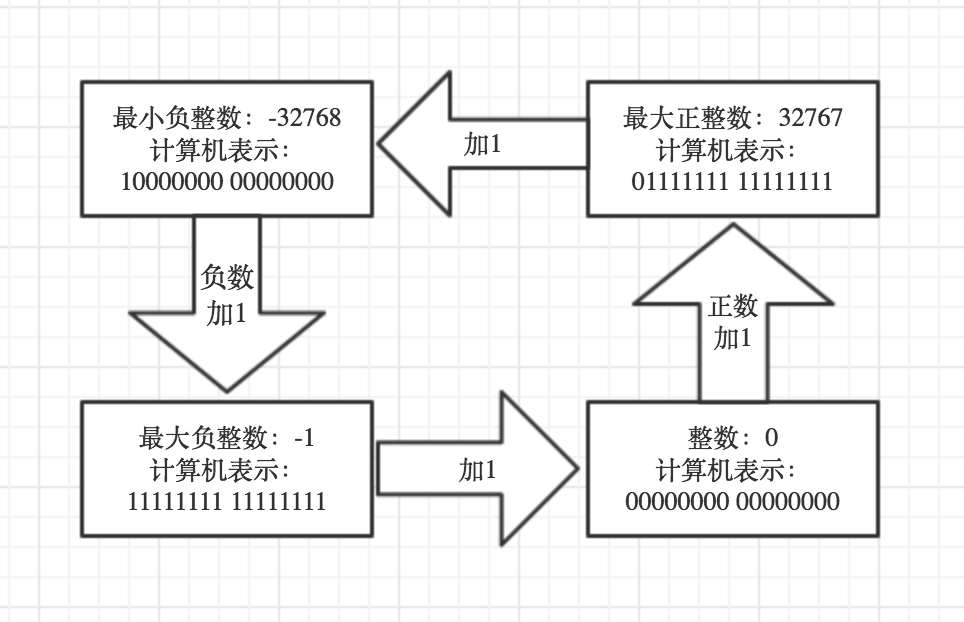 最小负整数：-32768
计算机表示：
10000000 00000000
加1
最大正整数：32767
计算机表示：
01111111 11111111
负数
加1
正数
加1
最大负整数：-1
计算机表示：
11111111 11111111
加1
整数：0
计算机表示：
00000000 00000000